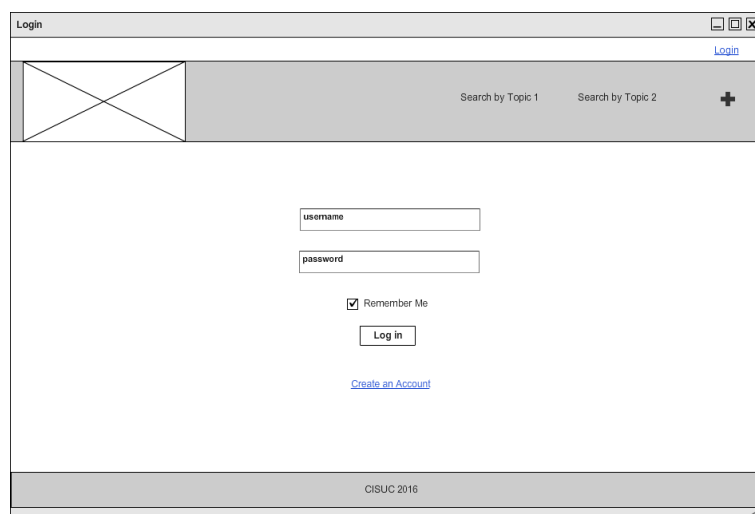 Login
Login
Search by Topic 1 Search by Topic 2
username
password
Remember Me
Log in
Create an Account
CISUC 2016